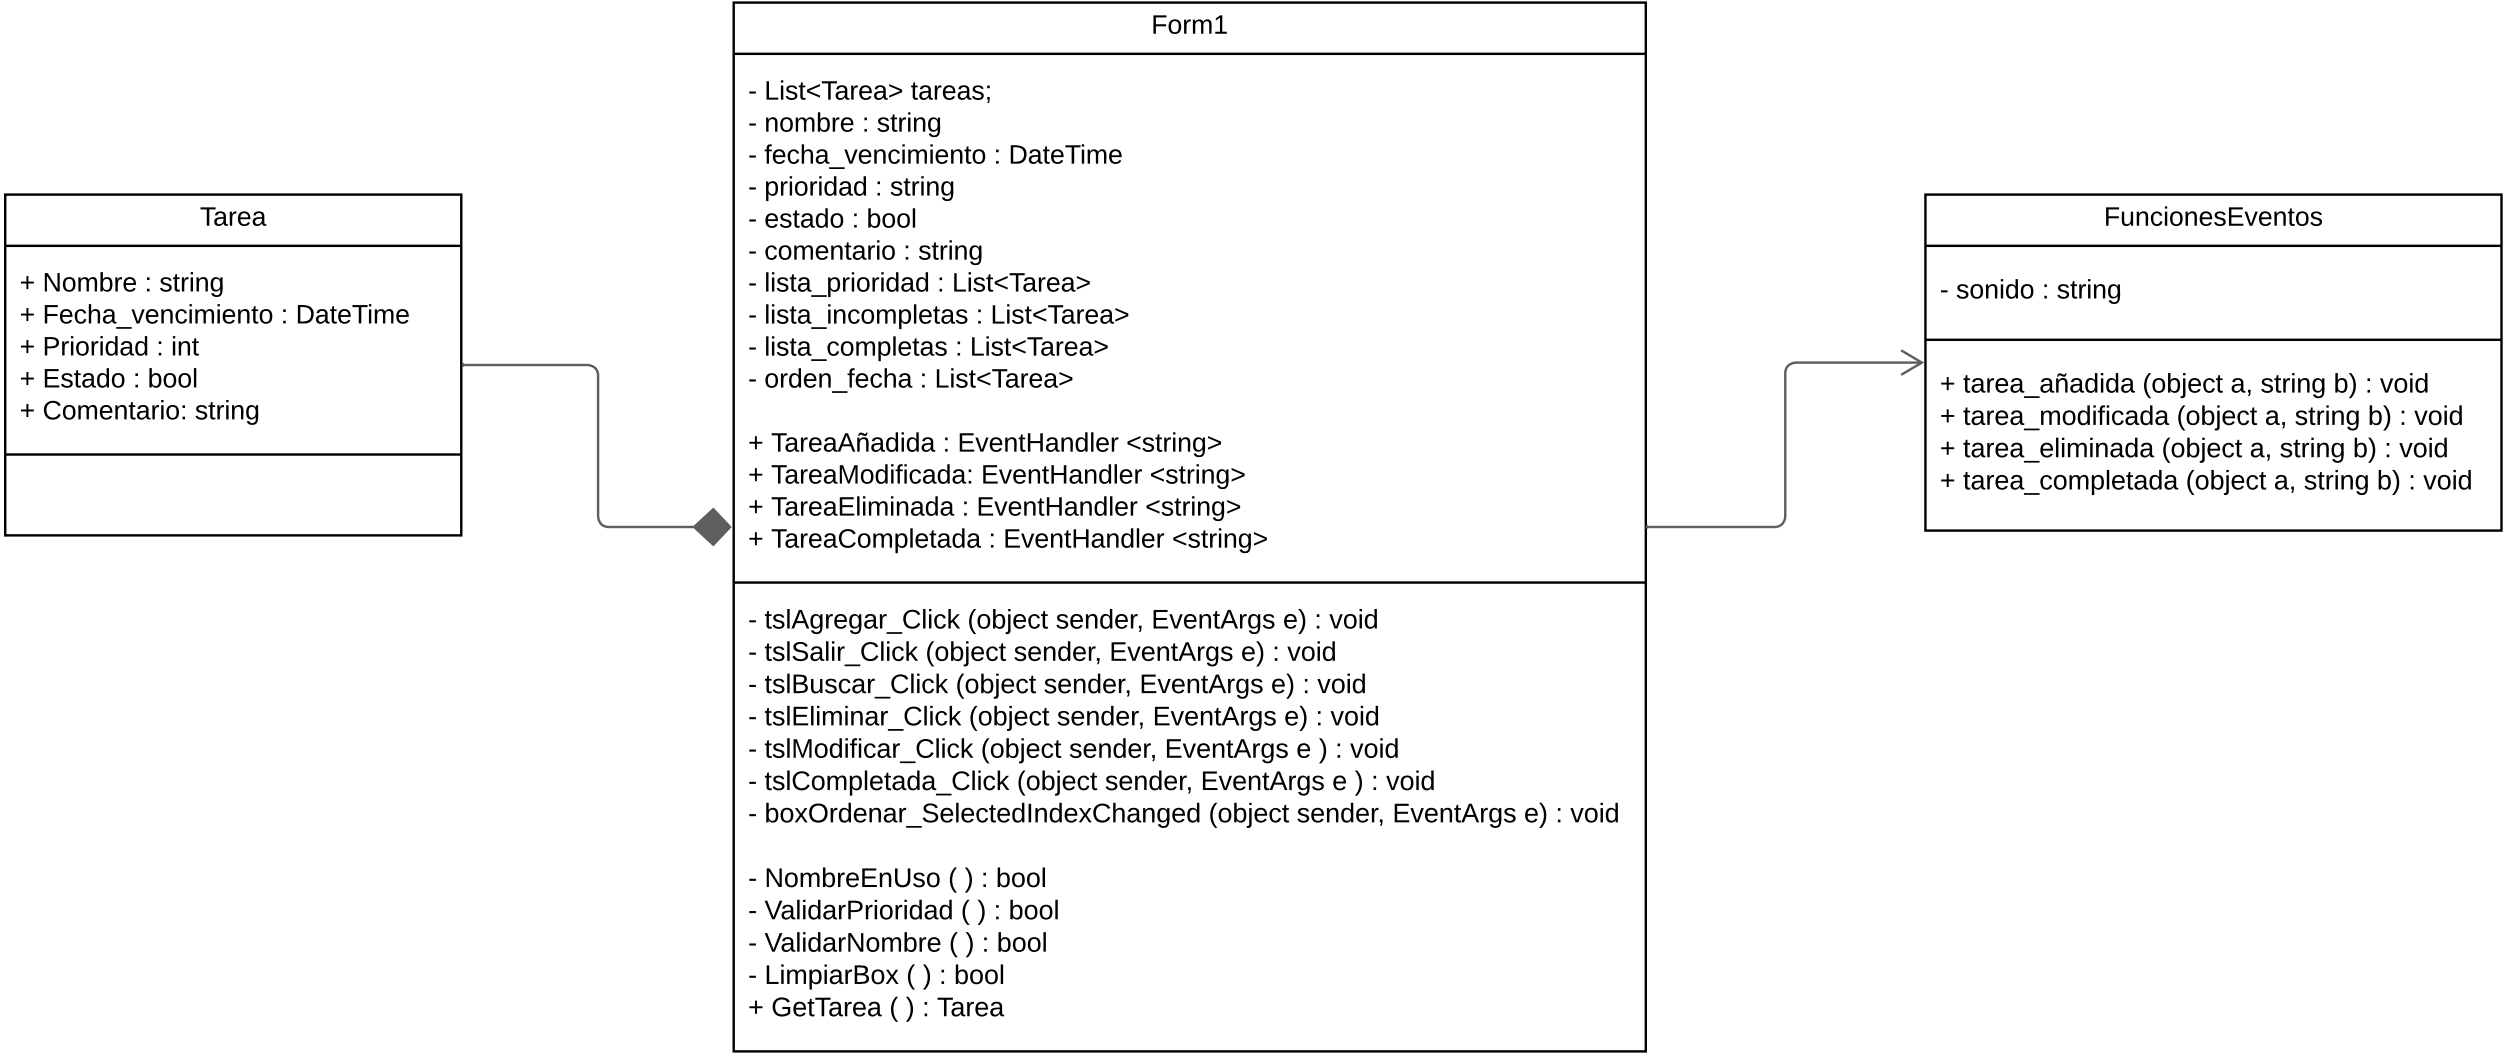 Tarea
+ Nombre : string
+ Fecha_vencimiento : DateTime
+ Prioridad : int
+ Estado : bool
+ Comentario: string
Form1
- List<Tarea> tareas;
- nombre : string
- fecha_vencimiento : DateTime
- prioridad : string
- estado : bool
- comentario : string
- lista_prioridad : List<Tarea>
- lista_incompletas : List<Tarea>
- lista_completas : List<Tarea>
- orden_fecha : List<Tarea>
+ TareaAñadida : EventHandler <string>
+ TareaModificada: EventHandler <string>
+ TareaEliminada : EventHandler <string>
+ TareaCompletada : EventHandler <string>
- tslAgregar_Click (object sender, EventArgs e) : void
- tslSalir_Click (object sender, EventArgs e) : void
- tslBuscar_Click (object sender, EventArgs e) : void
- tslEliminar_Click (object sender, EventArgs e) : void
- tslModificar_Click (object sender, EventArgs e ) : void
- tslCompletada_Click (object sender, EventArgs e ) : void
- boxOrdenar_SelectedIndexChanged (object sender, EventArgs e) : void
- NombreEnUso ( ) : bool
- ValidarPrioridad ( ) : bool
- ValidarNombre ( ) : bool
- LimpiarBox ( ) : bool
+ GetTarea ( ) : Tarea
FuncionesEventos
- sonido : string
+ tarea_añadida (object a, string b) : void
+ tarea_modificada (object a, string b) : void
+ tarea_eliminada (object a, string b) : void
+ tarea_completada (object a, string b) : void